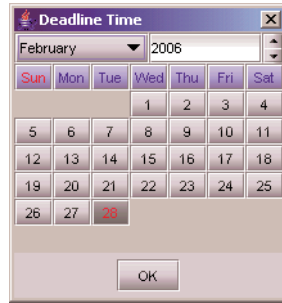 Deadline Time
February 2006
Sun Mon Tue Wed Thu Fri Sat
1 2 3 4
5 6 7 8 9 10 11
12 13 14 15 16 17 18
19 20 21 22 23 24 25
26 27 28
OK